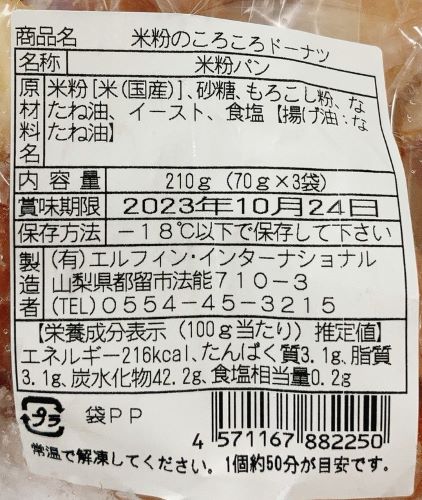 商品名 米粉のころころドーナツ
名称 米粉パン
原材料名 米粉[米(国産)]、砂糖、もろこし粉、な
たね油、イースト、食塩【揚げ油:な
たね油】
内容量 210g(70g×3袋)
賞味期限 2023年10月24日
保存方法 −18℃以下で保存して下さい
製造者 (有)エルフィン・インターナショナル
山梨県都留市法能710−3
(TEL)0554-45-3215
【栄養成分表示(100g当たり)推定値】
エネルギー216kcal、たんぱく質3.1g、脂質
3.1g、炭水化物42.2g、食塩相当量0.2g
プラ 袋PP
4 571167 882250
常温で解凍してください。1個約50分が目安です。